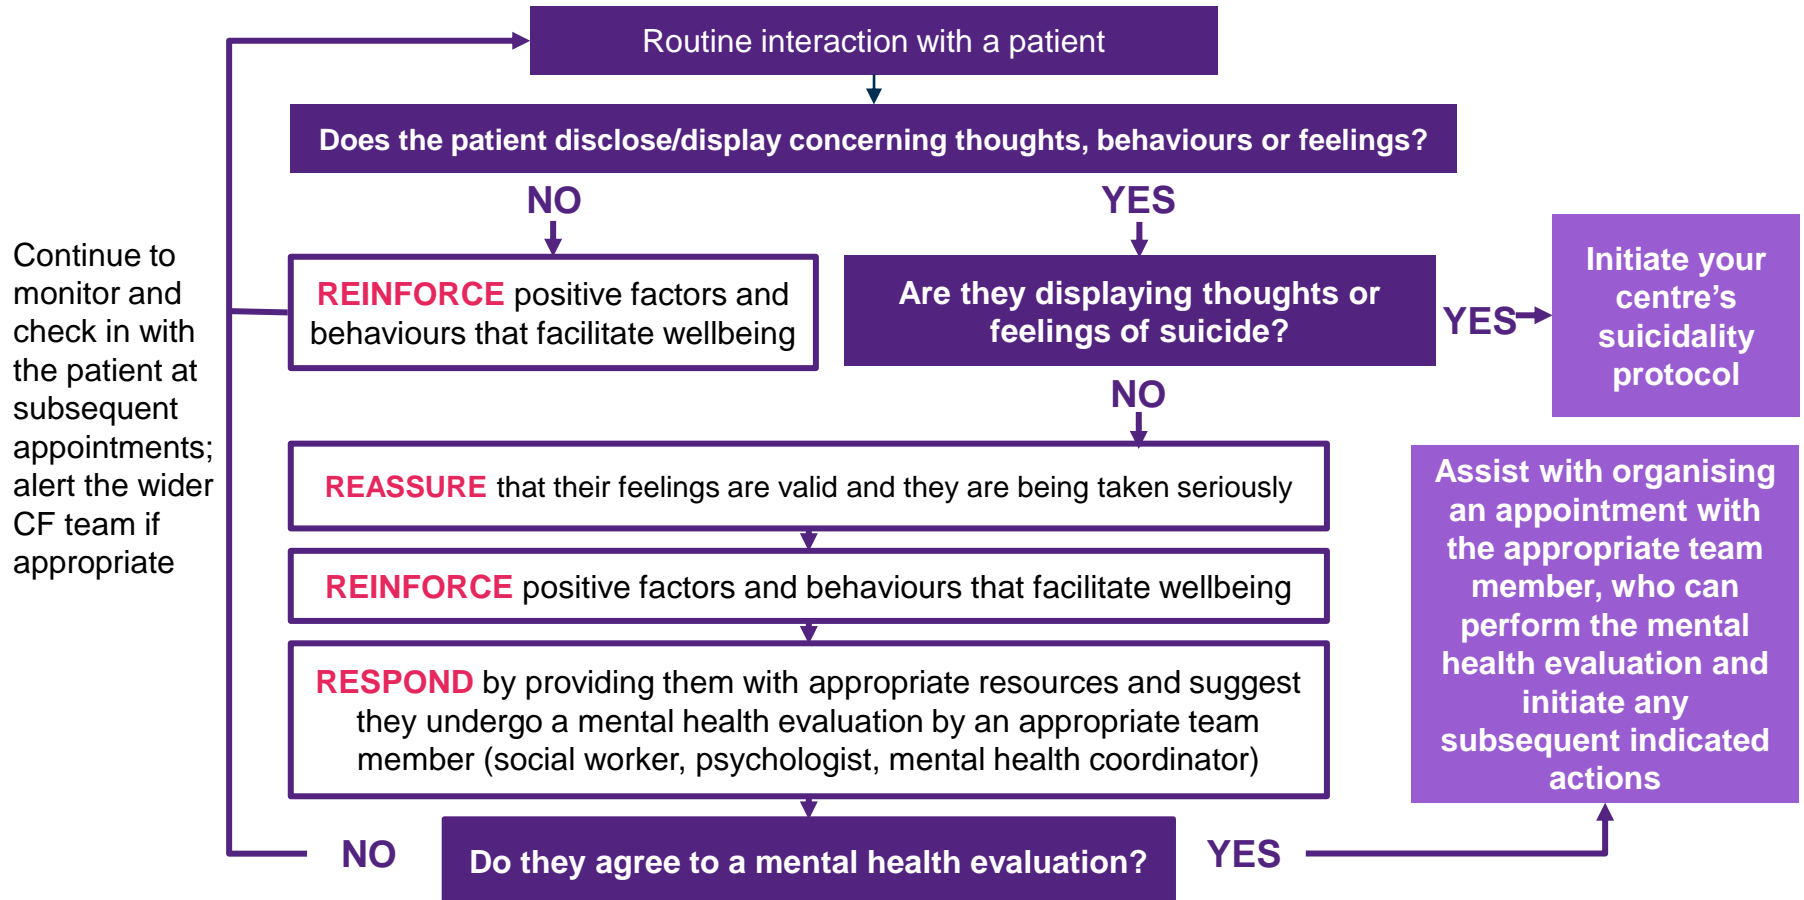 Routine interaction with a patient
Does the patient disclose/display concerning thoughts, behaviours or feelings?
NO
YES
Continue to
monitor and
check in with
the patient at
subsequent
appointments;
alert the wider
CF team if
appropriate
REINFORCE positive factors and
behaviours that facilitate wellbeing
Are they displaying thoughts or
feelings of suicide?
YES
Initiate your
centre’s
suicidality
protocol
NO
REASSURE that their feelings are valid and they are being taken seriously
REINFORCE positive factors and behaviours that facilitate wellbeing
RESPOND by providing them with appropriate resources and suggest
they undergo a mental health evaluation by an appropriate team
member (social worker, psychologist, mental health coordinator)
Do they agree to a mental health evaluation?
NO
YES
Assist with organising
an appointment with
the appropriate team
member, who can
perform the mental
health evaluation and
initiate any
subsequent indicated
actions